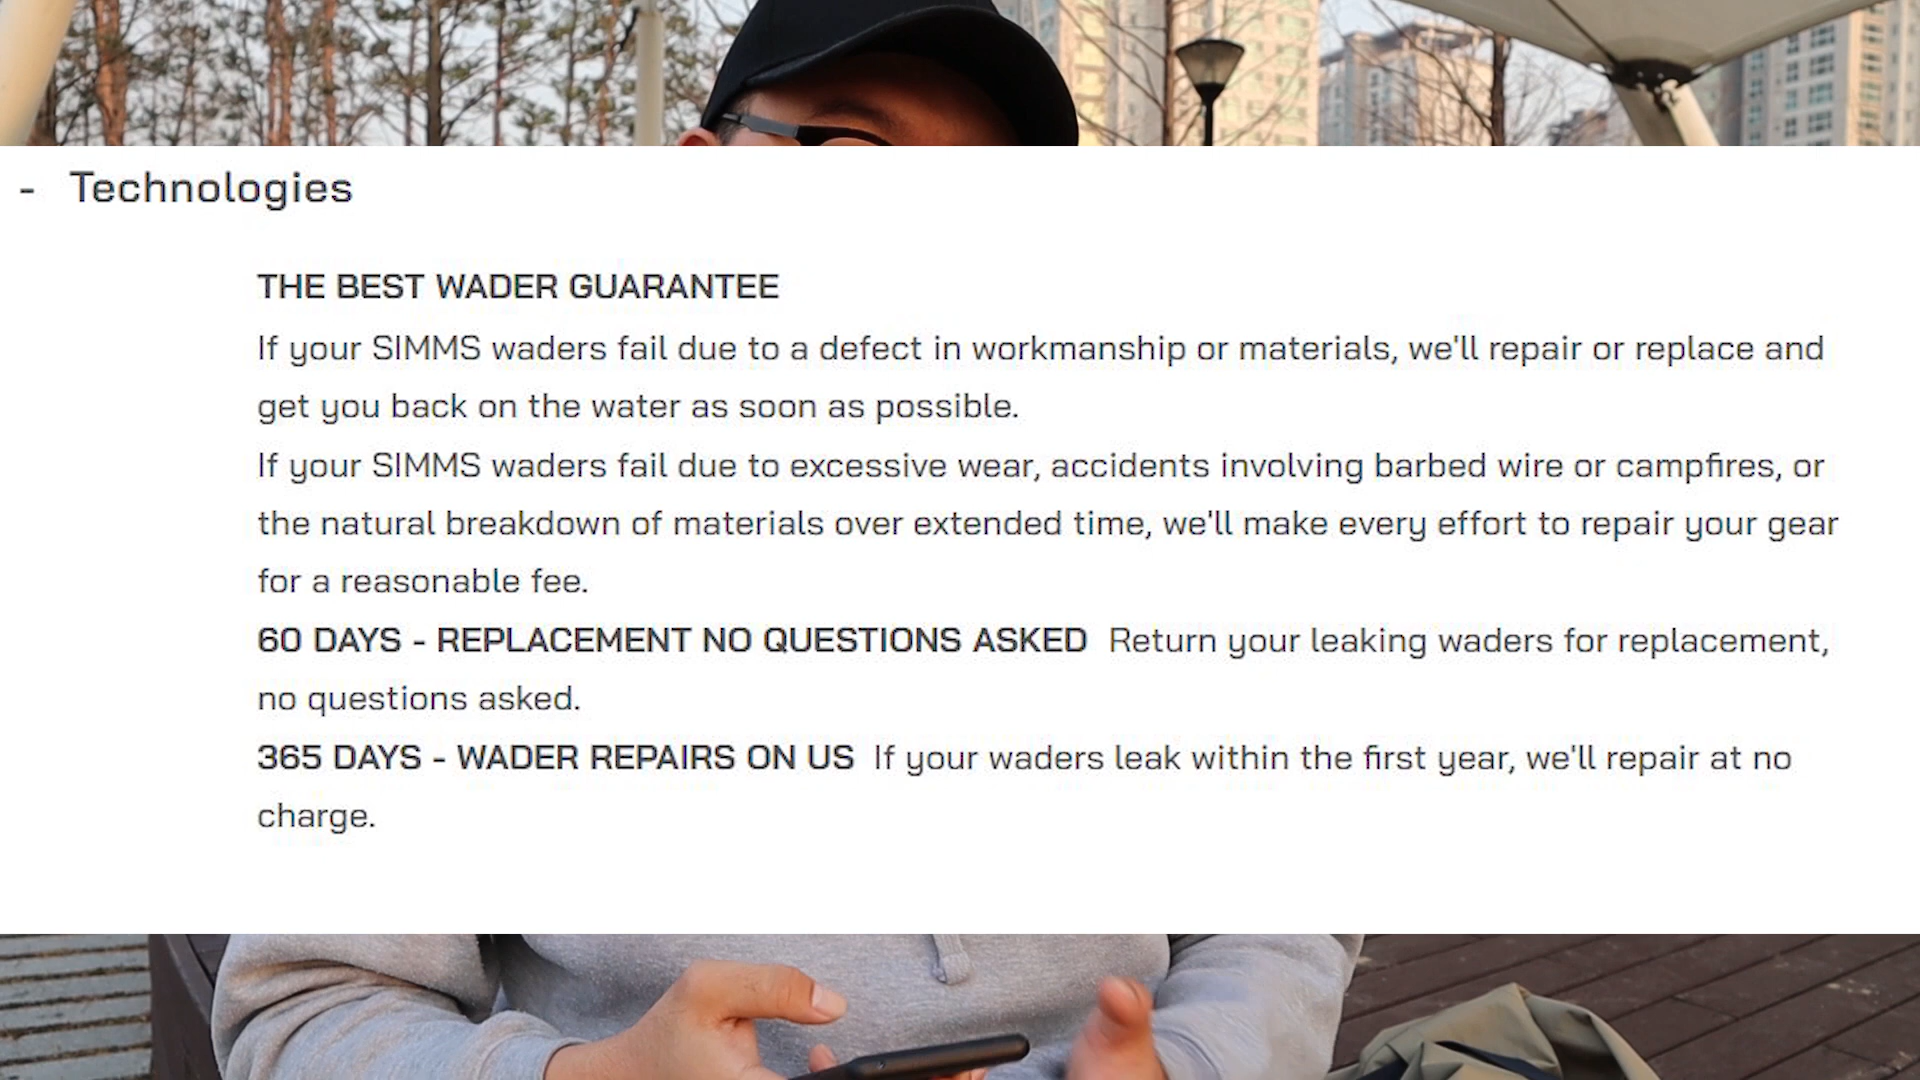 - Technologies
THE BEST WADER GUARANTEE
If your SIMMS waders fail due to a defect in workmanship or materials, we'll repair or replace and
get you back on the water as soon as possible.
If your SIMMS waders fail due to excessive wear, accidents involving barbed wire or campfires, or
the natural breakdown of materials over extended time, we'll make every effort to repair your gear
for a reasonable fee.
60 DAYS - REPLACEMENT NO QUESTIONS ASKED Return your leaking waders for replacement,
no questions asked.
365 DAYS - WADER REPAIRS ON US If your waders leak within the first year, we'll repair at no
charge.